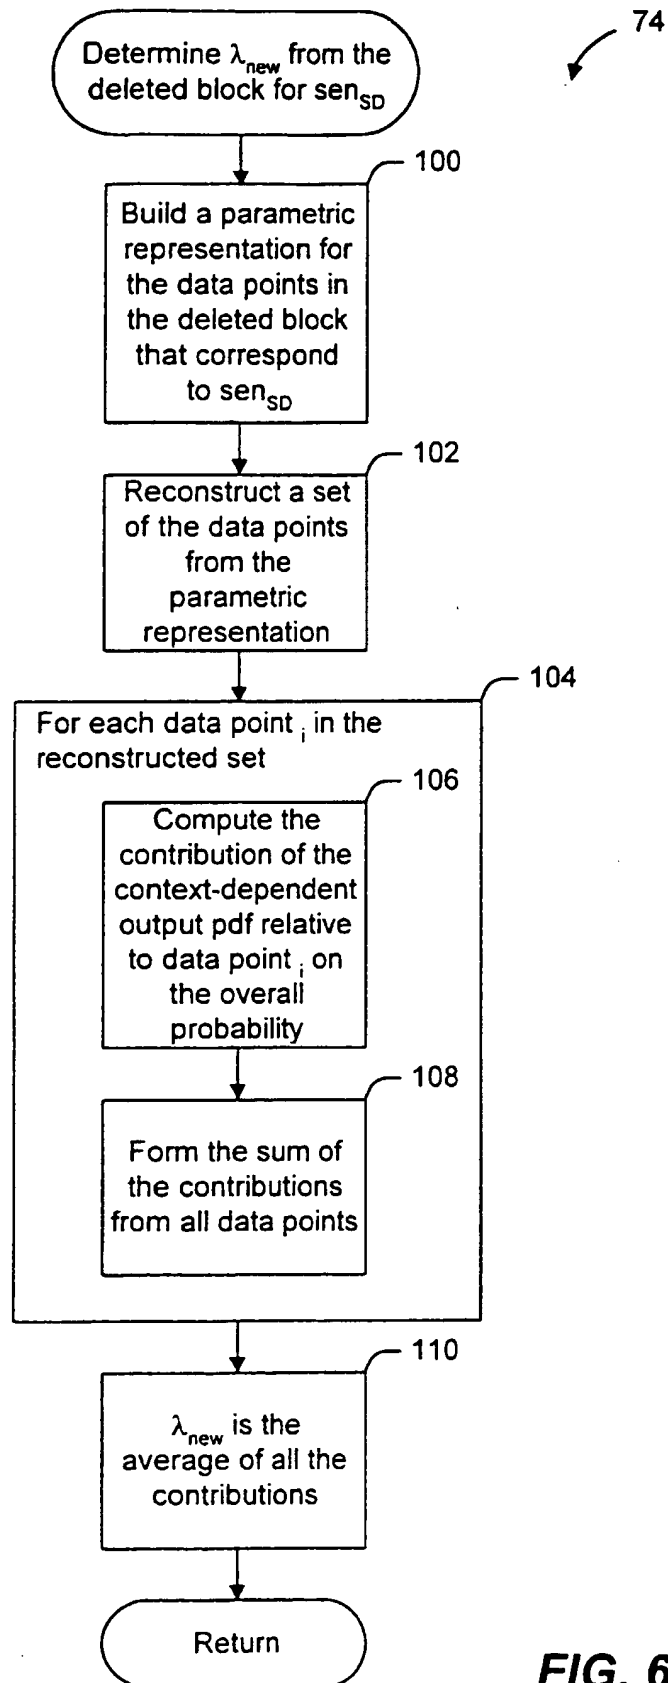 74
Determine λnew from the
deleted block for senSD
100
Build a parametric
representation for
the data points in
the deleted block
that correspond
to senSD
102
Reconstruct a set
of the data points
from the
parametric
representation
104
For each data point i in the
reconstructed set
106
Compute the
contribution of the
context-dependent
output pdf relative
to data point i on
the overall
probability
108
Form the sum of
the contributions
from all data points
110
λnew is the
average of all the
contributions
Return
FIG. 6